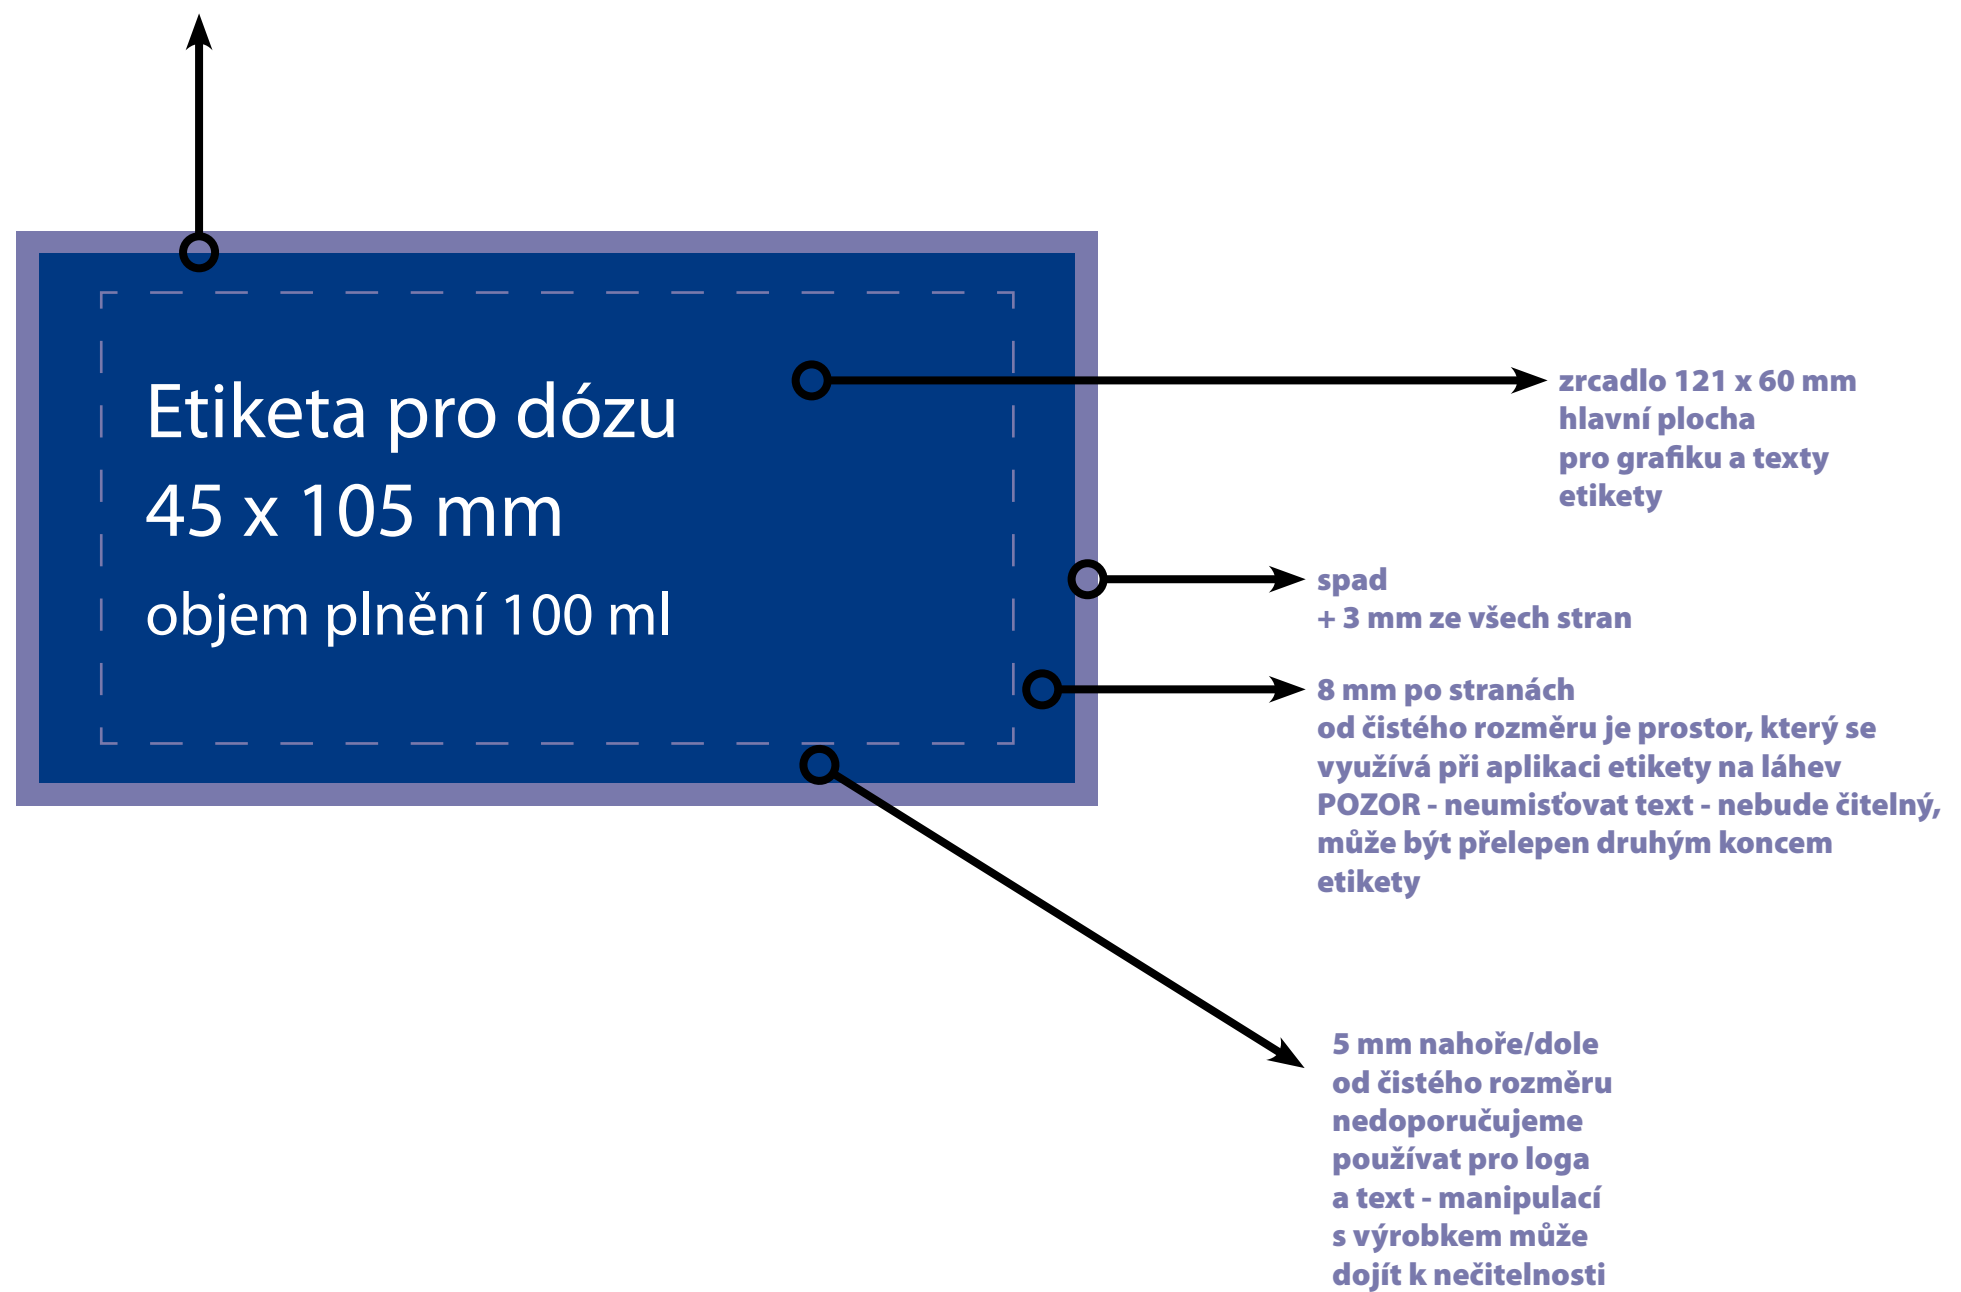 Etiketa pro dózu
45 x 105 mm
objem plnění 100 ml
zrcadlo 121 x 60 mm
hlavní plocha
pro grafiku a texty
etikety
spad
+ 3 mm ze všech stran
8 mm po stranách
od čistého rozměru je prostor, který se
využívá při aplikaci etikety na láhev
POZOR - neumisťovat text - nebude čitelný,
může být přelepen druhým koncem
etikety
5 mm nahoře/dole
od čistého rozměru
nedoporučujeme
používat pro loga
a text - manipulací
s výrobkem může
dojít k nečitelnosti